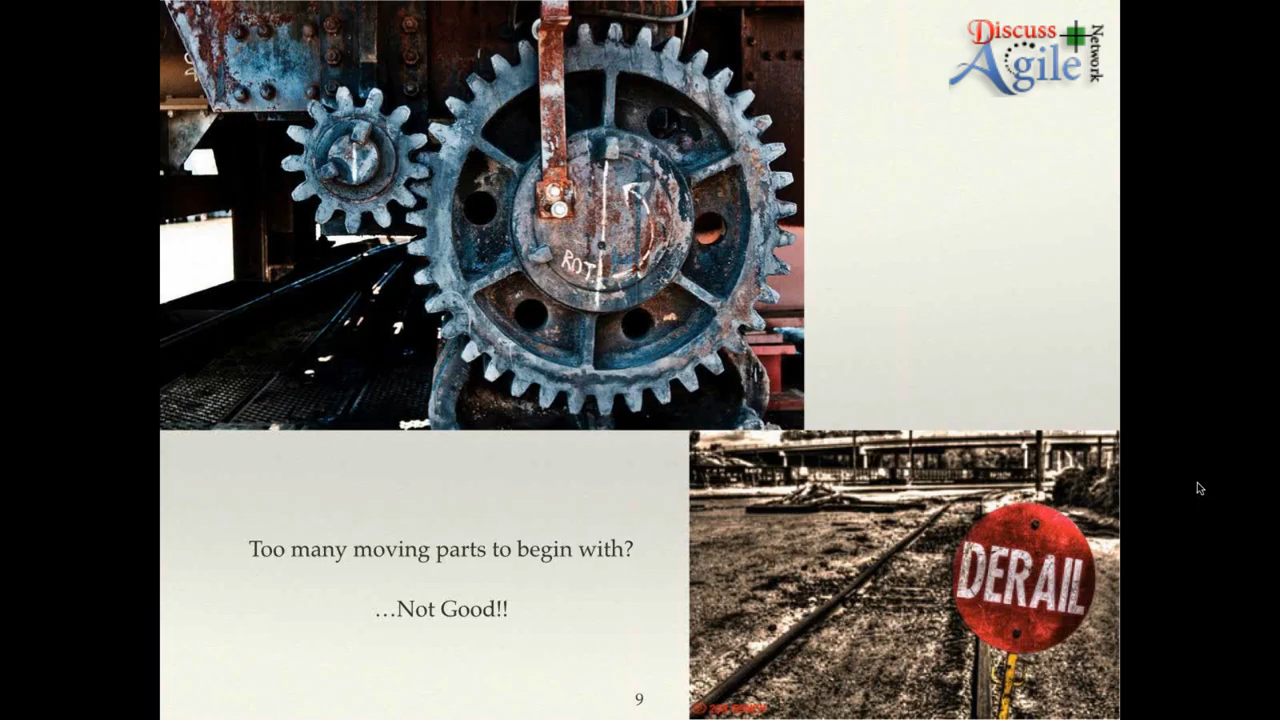 Discuss
Agile
Network
ROT
Too many moving parts to begin with?
…Not Good!!
DERAIL
9